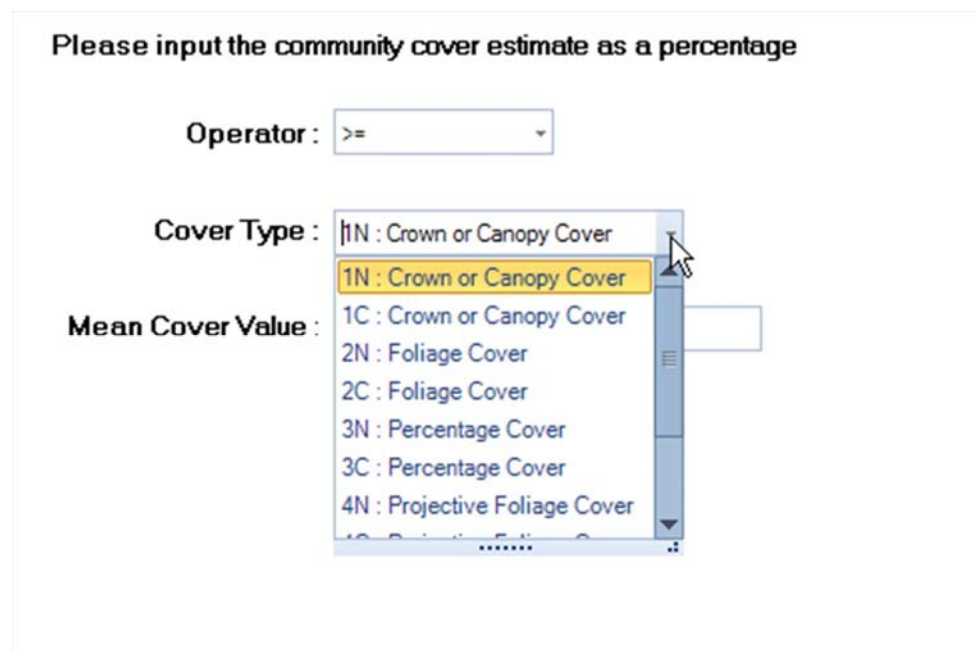 Please input the community cover estimate as a percentage
Operator : >=
Cover Type : 1N : Crown or Canopy Cover
1N : Crown or Canopy Cover
1C : Crown or Canopy Cover
Mean Cover Value :
2N : Foliage Cover
2C : Foliage Cover
3N : Percentage Cover
3C : Percentage Cover
4N : Projective Foliage Cover